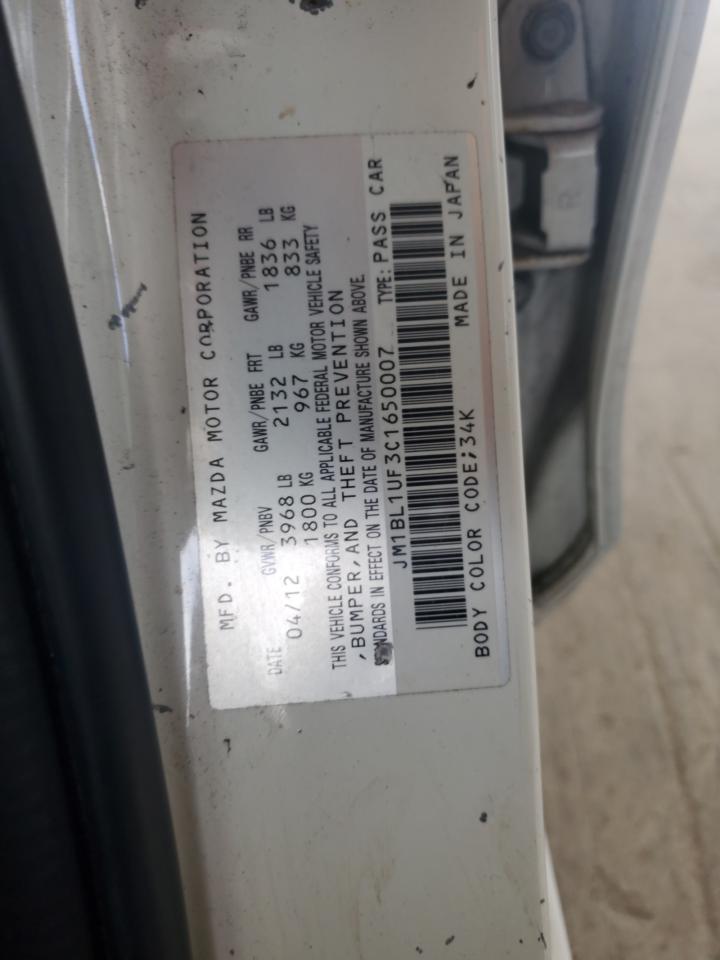 MFD. BY MAZDA MOTOR CORPORATION
DATE GVWR/PNBV GAWR/PNBE FRT GAWR/PNBE RR
04/12 3968 LB 2132 LB 1836 LB
1800 KG 967 KG 833 KG
THIS VEHICLE CONFORMS TO ALL APPLICABLE FEDERAL MOTOR VEHICLE SAFETY
,BUMPER,AND THEFT PREVENTION
STANDARDS IN EFFECT ON THE DATE OF MANUFACTURE SHOWN ABOVE.
JM1BL1UF3C1650007 TYPE: PASS CAR
BODY COLOR CODE;34K MADE IN JAPAN
R